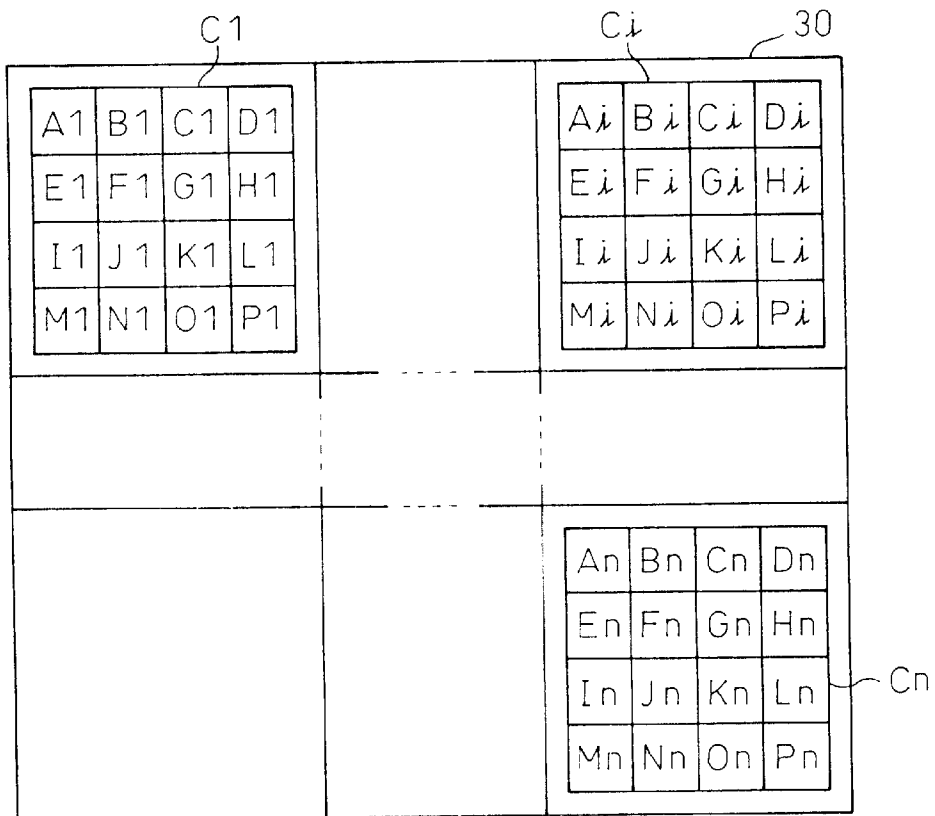 C1 Ci 30
A1 B1 C1 D1 Ai Bi Ci Di
E1 F1 G1 H1 Ei Fi Gi Hi
I1 J1 K1 L1 Ii Ji Ki Li
M1 N1 O1 P1 Mi Ni Oi Pi
An Bn Cn Dn
En Fn Gn Hn
In Jn Kn Ln Cn
Mn Nn On Pn